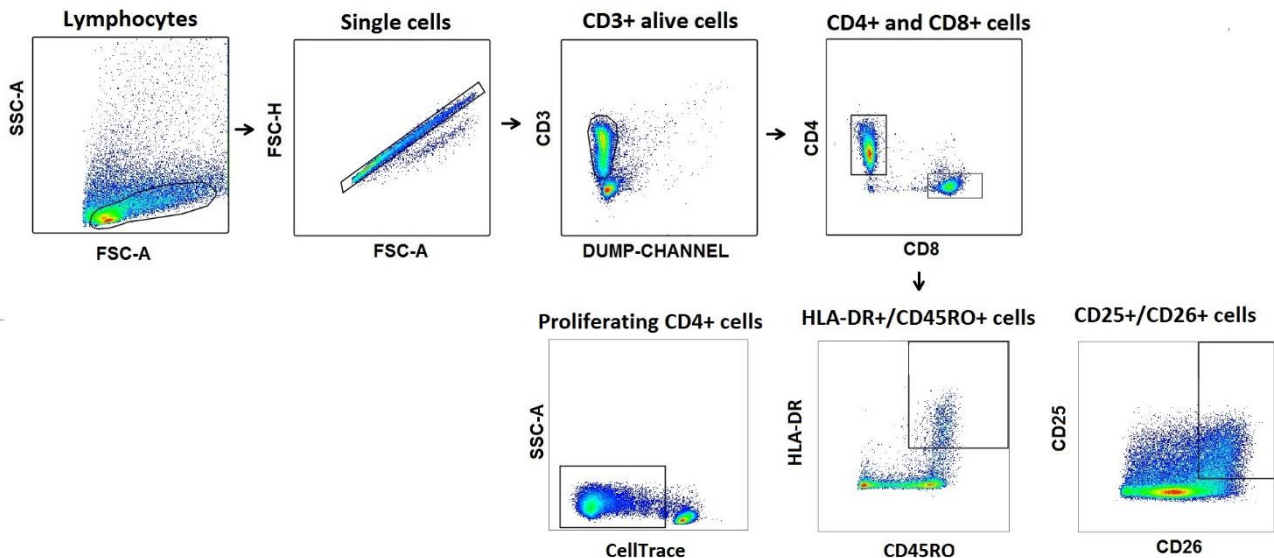 Lymphocytes
Single cells
CD3+ alive cells
CD4+ and CD8+ cells
SSC-A
FSC-A
FSC-H
FSC-A
CD3
DUMP-CHANNEL
CD4
CD8
Proliferating CD4+ cells
HLA-DR+/CD45RO+ cells
CD25+/CD26+ cells
SSC-A
CellTrace
HLA-DR
CD45RO
CD25
CD26